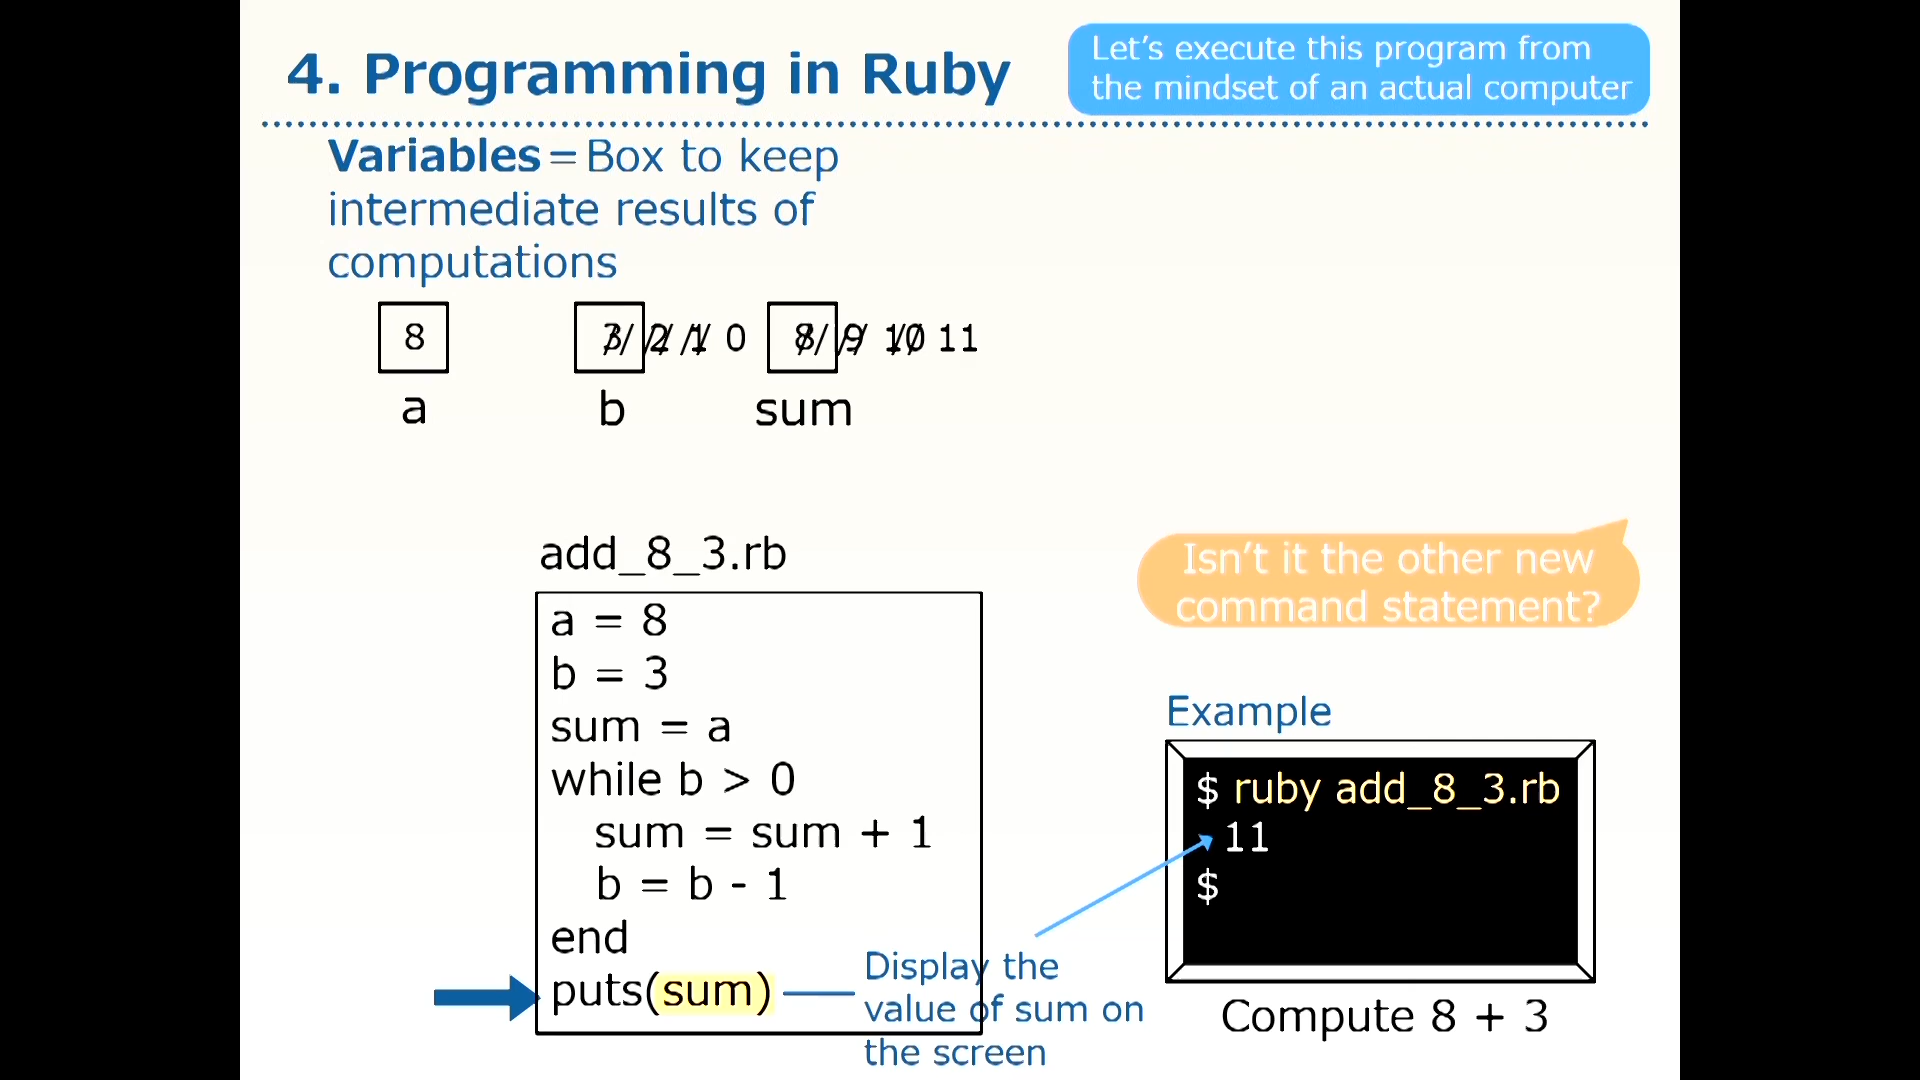 4. Programming in Ruby
Let's execute this program from
the mindset of an actual computer
Variables=Box to keep
intermediate results of
computations
8 3 2 1 0 8 9 10 11
a b sum
add_8_3.rb
a = 8
b = 3
sum = a
while b > 0
sum = sum + 1
b = b - 1
end
puts(sum)
Display the
value of sum on
the screen
Isn't it the other new
command statement?
Example
$ ruby add_8_3.rb
11
$
Compute 8 + 3